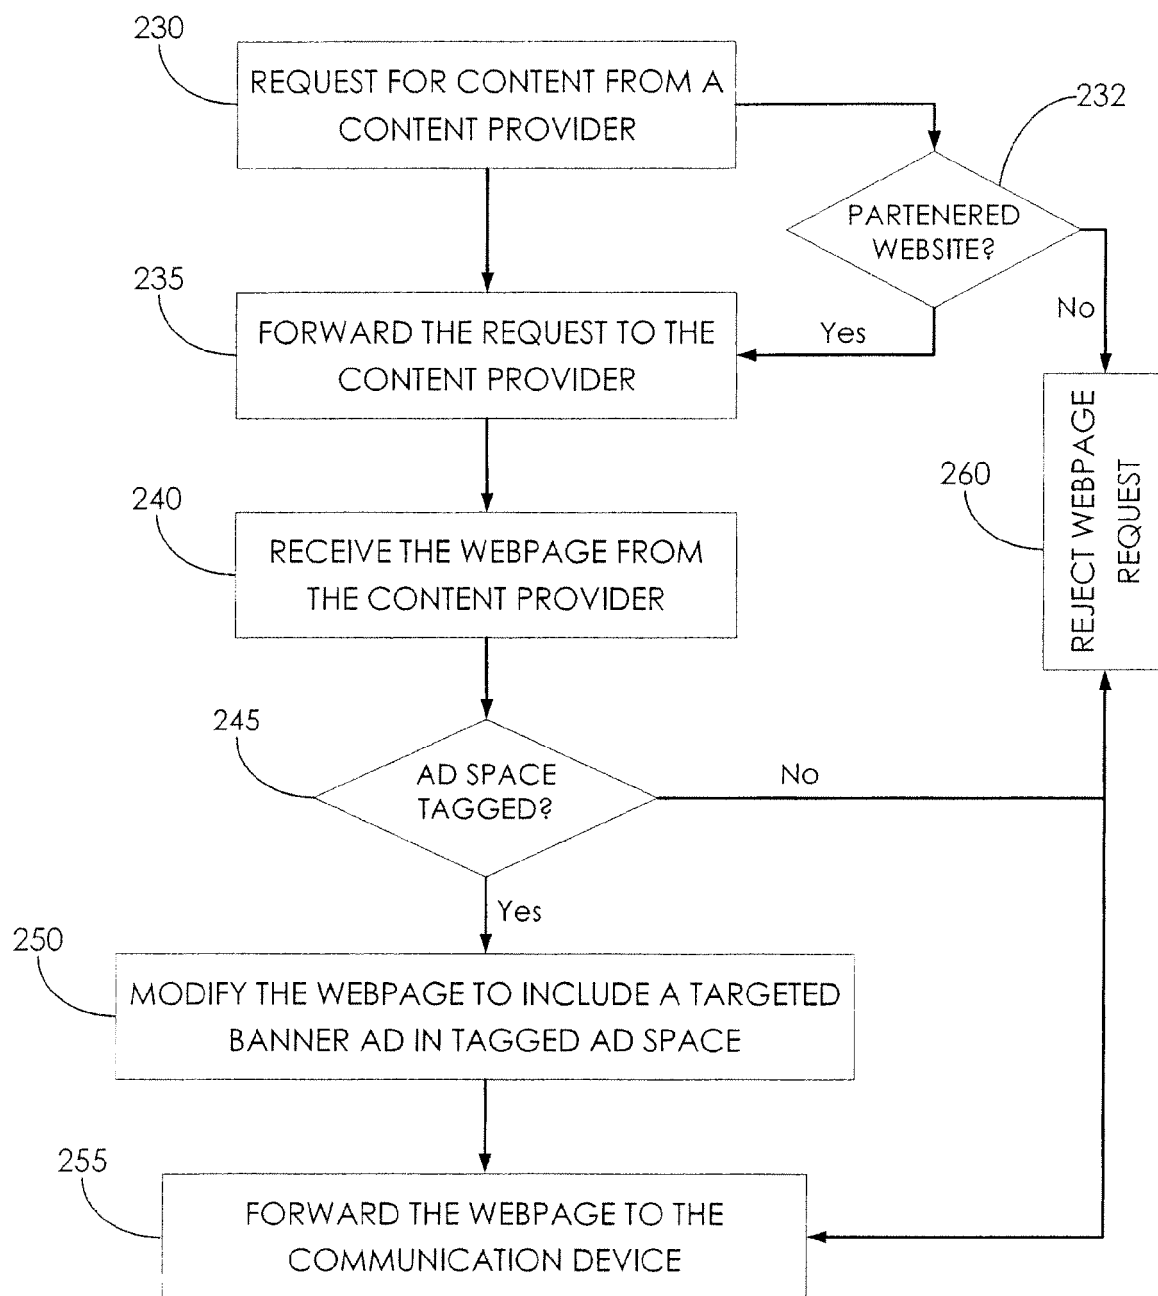 230
REQUEST FOR CONTENT FROM A
CONTENT PROVIDER
232
PARTENERED
WEBSITE?
No
Yes
235
FORWARD THE REQUEST TO THE
CONTENT PROVIDER
260
REJECT WEBPAGE
REQUEST
240
RECEIVE THE WEBPAGE FROM
THE CONTENT PROVIDER
245
AD SPACE
TAGGED?
No
Yes
250
MODIFY THE WEBPAGE TO INCLUDE A TARGETED
BANNER AD IN TAGGED AD SPACE
255
FORWARD THE WEBPAGE TO THE
COMMUNICATION DEVICE